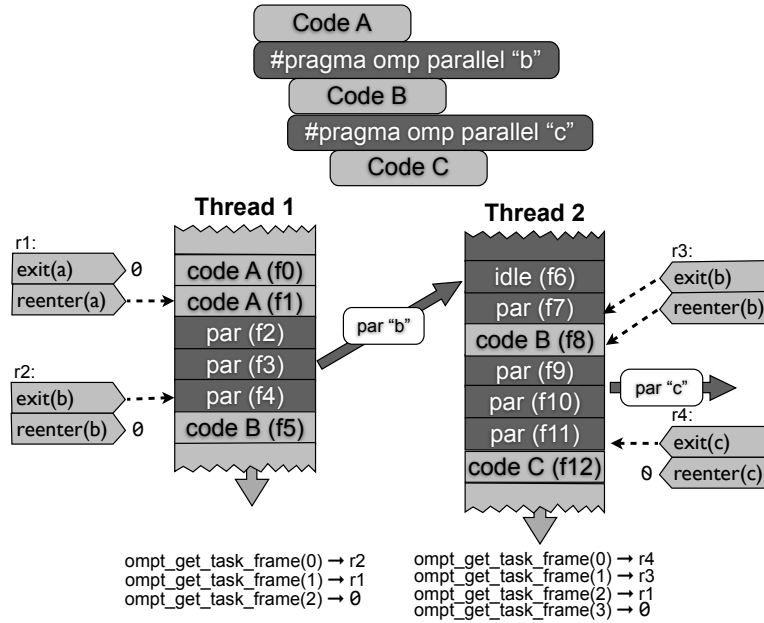 Code A
#pragma omp parallel “b”
Code B
#pragma omp parallel “c”
Code C
Thread 1
r1:
exit(a) 0
reenter(a)
r2:
exit(b)
reenter(b) 0
code A (f0)
code A (f1)
par (f2)
par (f3)
par (f4)
code B (f5)
par “b”
Thread 2
idle (f6)
par (f7)
code B (f8)
par (f9)
par (f10)
par (f11)
code C (f12)
r3:
exit(b)
reenter(b)
par “c”
r4:
exit(c)
0 reenter(c)
ompt_get_task_frame(0) → r2
ompt_get_task_frame(1) → r1
ompt_get_task_frame(2) → 0
ompt_get_task_frame(0) → r4
ompt_get_task_frame(1) → r3
ompt_get_task_frame(2) → r1
ompt_get_task_frame(3) → 0